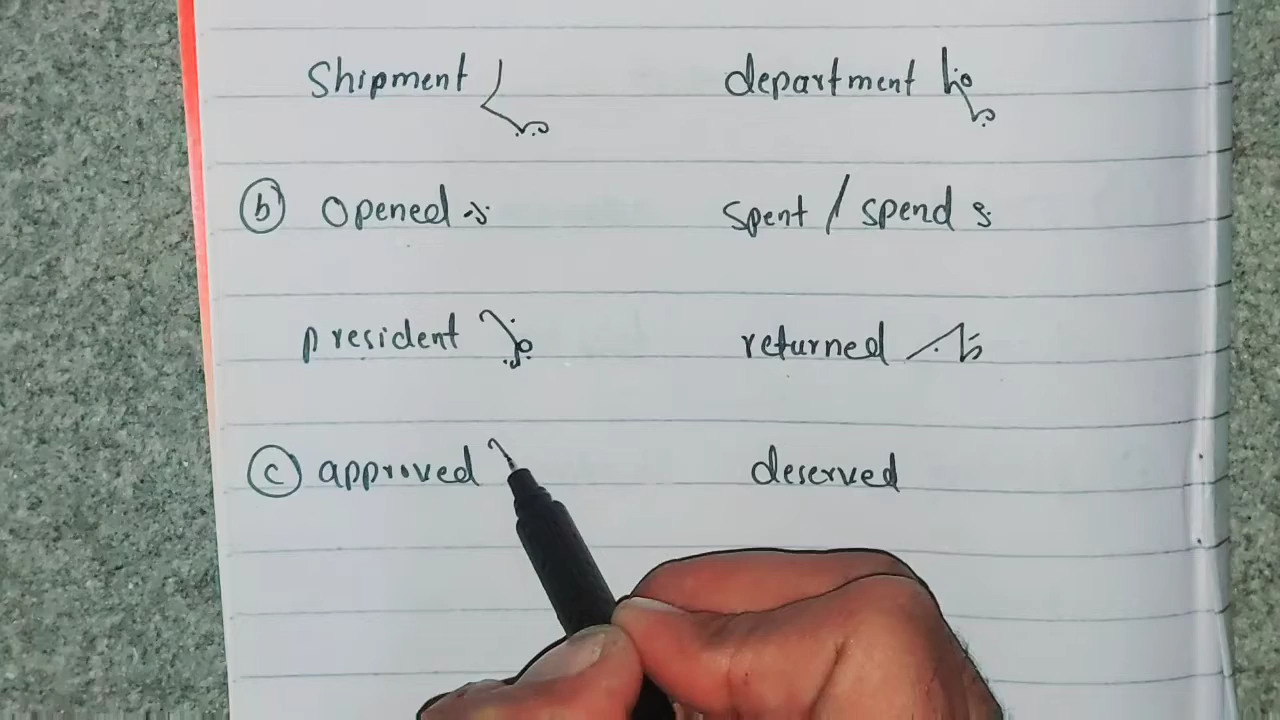 Shipment department
(b) Opened Spent / spend
president returned
(c) approved deserved